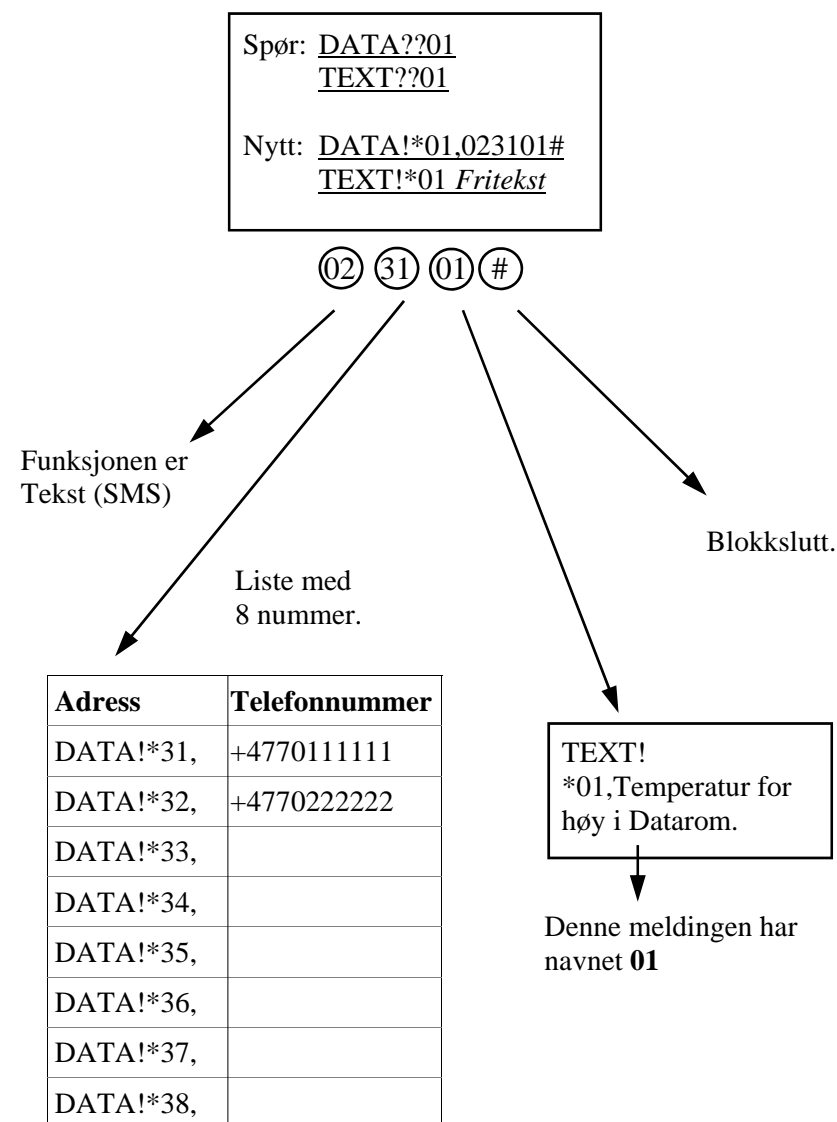 Spør: DATA??01
TEXT??01
Nytt: DATA!*01,023101#
TEXT!*01 Fritekst
02 31 01 #
Funksjonen er
Tekst (SMS)
Blokkslutt.
Liste med
8 nummer.
Adress Telefonnummer
DATA!*31, +4770111111
DATA!*32, +4770222222
DATA!*33,
DATA!*34,
DATA!*35,
DATA!*36,
DATA!*37,
DATA!*38,
TEXT!
*01,Temperatur for
høy i Datarom.
Denne meldingen har
navnet 01